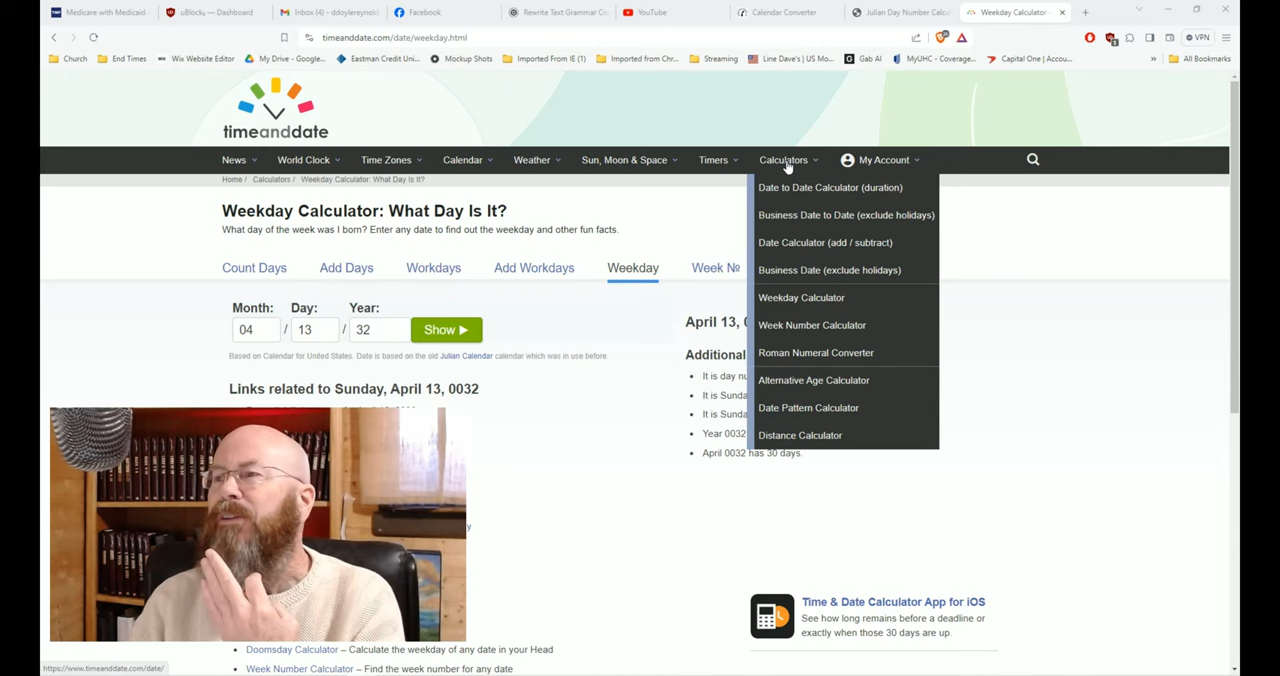 Medicare with Medicaid
uBlock₀ — Dashboard
Inbox (4) - ddoylereynold
Facebook
Rewrite Text Grammar Co
YouTube
Calendar Converter
Julian Day Number Calcu
Weekday Calculator
timeanddate.com/date/weekday.html
VPN
Church
End Times
Wix Website Editor
My Drive - Google...
Eastman Credit Uni...
Mockup Shots
Imported From IE (1)
Imported from Chr...
Streaming
Line Dave's | US Mo...
Gab AI
MyUHC - Coverage...
Capital One | Accou...
All Bookmarks
timeanddate
News
World Clock
Time Zones
Calendar
Weather
Sun, Moon & Space
Timers
Calculators
My Account
Home / Calculators / Weekday Calculator: What Day Is It?
Date to Date Calculator (duration)
Business Date to Date (exclude holidays)
Date Calculator (add / subtract)
Business Date (exclude holidays)
Weekday Calculator
Week Number Calculator
Roman Numeral Converter
Alternative Age Calculator
Date Pattern Calculator
Distance Calculator
Weekday Calculator: What Day Is It?
What day of the week was I born? Enter any date to find out the weekday and other fun facts.
Count Days
Add Days
Workdays
Add Workdays
Weekday
Week №
Month: Day: Year:
04 / 13 / 32 Show
Based on Calendar for United States. Date is based on the old Julian Calendar calendar which was in use before.
Links related to Sunday, April 13, 0032
April 13, 0
Additional
It is day nu
It is Sunda
It is Sunda
Year 0032
April 0032 has 30 days.
Time & Date Calculator App for iOS
See how long remains before a deadline or
exactly when those 30 days are up.
Doomsday Calculator – Calculate the weekday of any date in your Head
Week Number Calculator – Find the week number for any date
https://www.timeanddate.com/date/